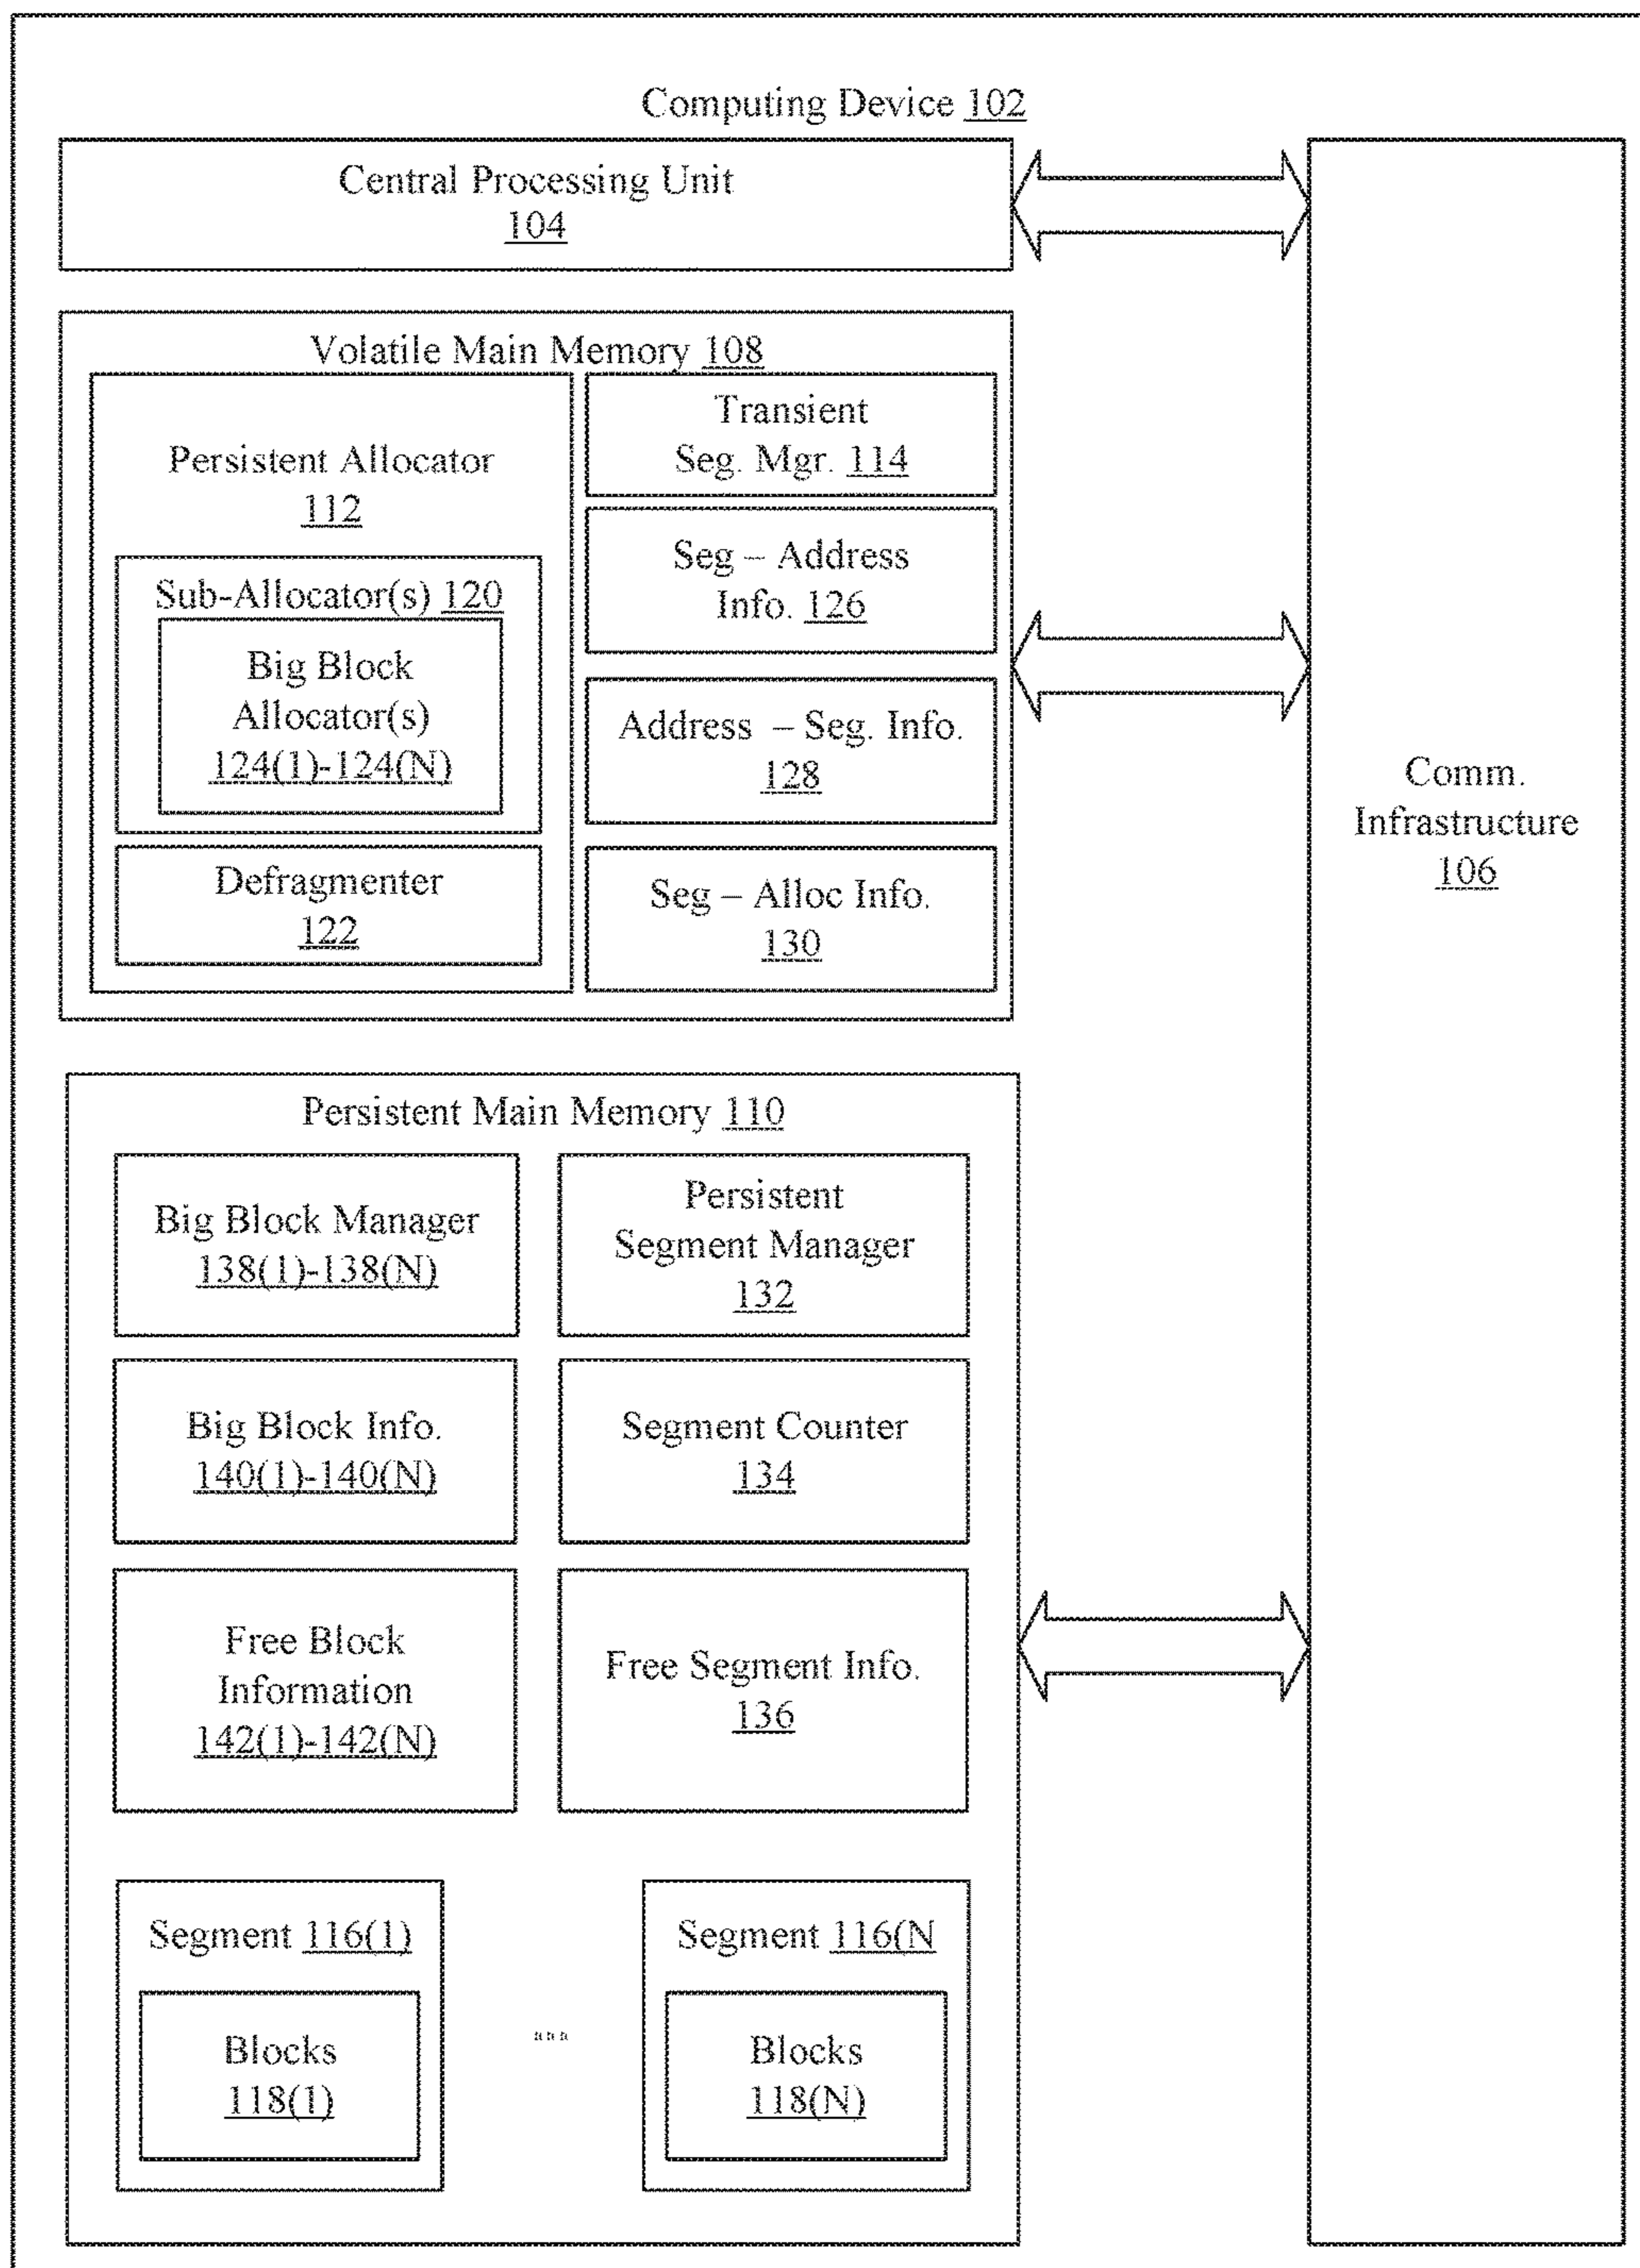 Computing Device 102
Central Processing Unit
104
Volatile Main Memory 108
Persistent Allocator
112
Sub-Allocator(s) 120
Big Block
Allocator(s)
124(1)-124(N)
Defragmenter
122
Transient
Seg. Mgr. 114
Seg – Address
Info. 126
Address – Seg. Info.
128
Seg – Alloc Info.
130
Comm.
Infrastructure
106
Persistent Main Memory 110
Big Block Manager
138(1)-138(N)
Persistent
Segment Manager
132
Big Block Info.
140(1)-140(N)
Segment Counter
134
Free Block
Information
142(1)-142(N)
Free Segment Info.
136
Segment 116(1)
Blocks
118(1)
...
Segment 116(N
Blocks
118(N)